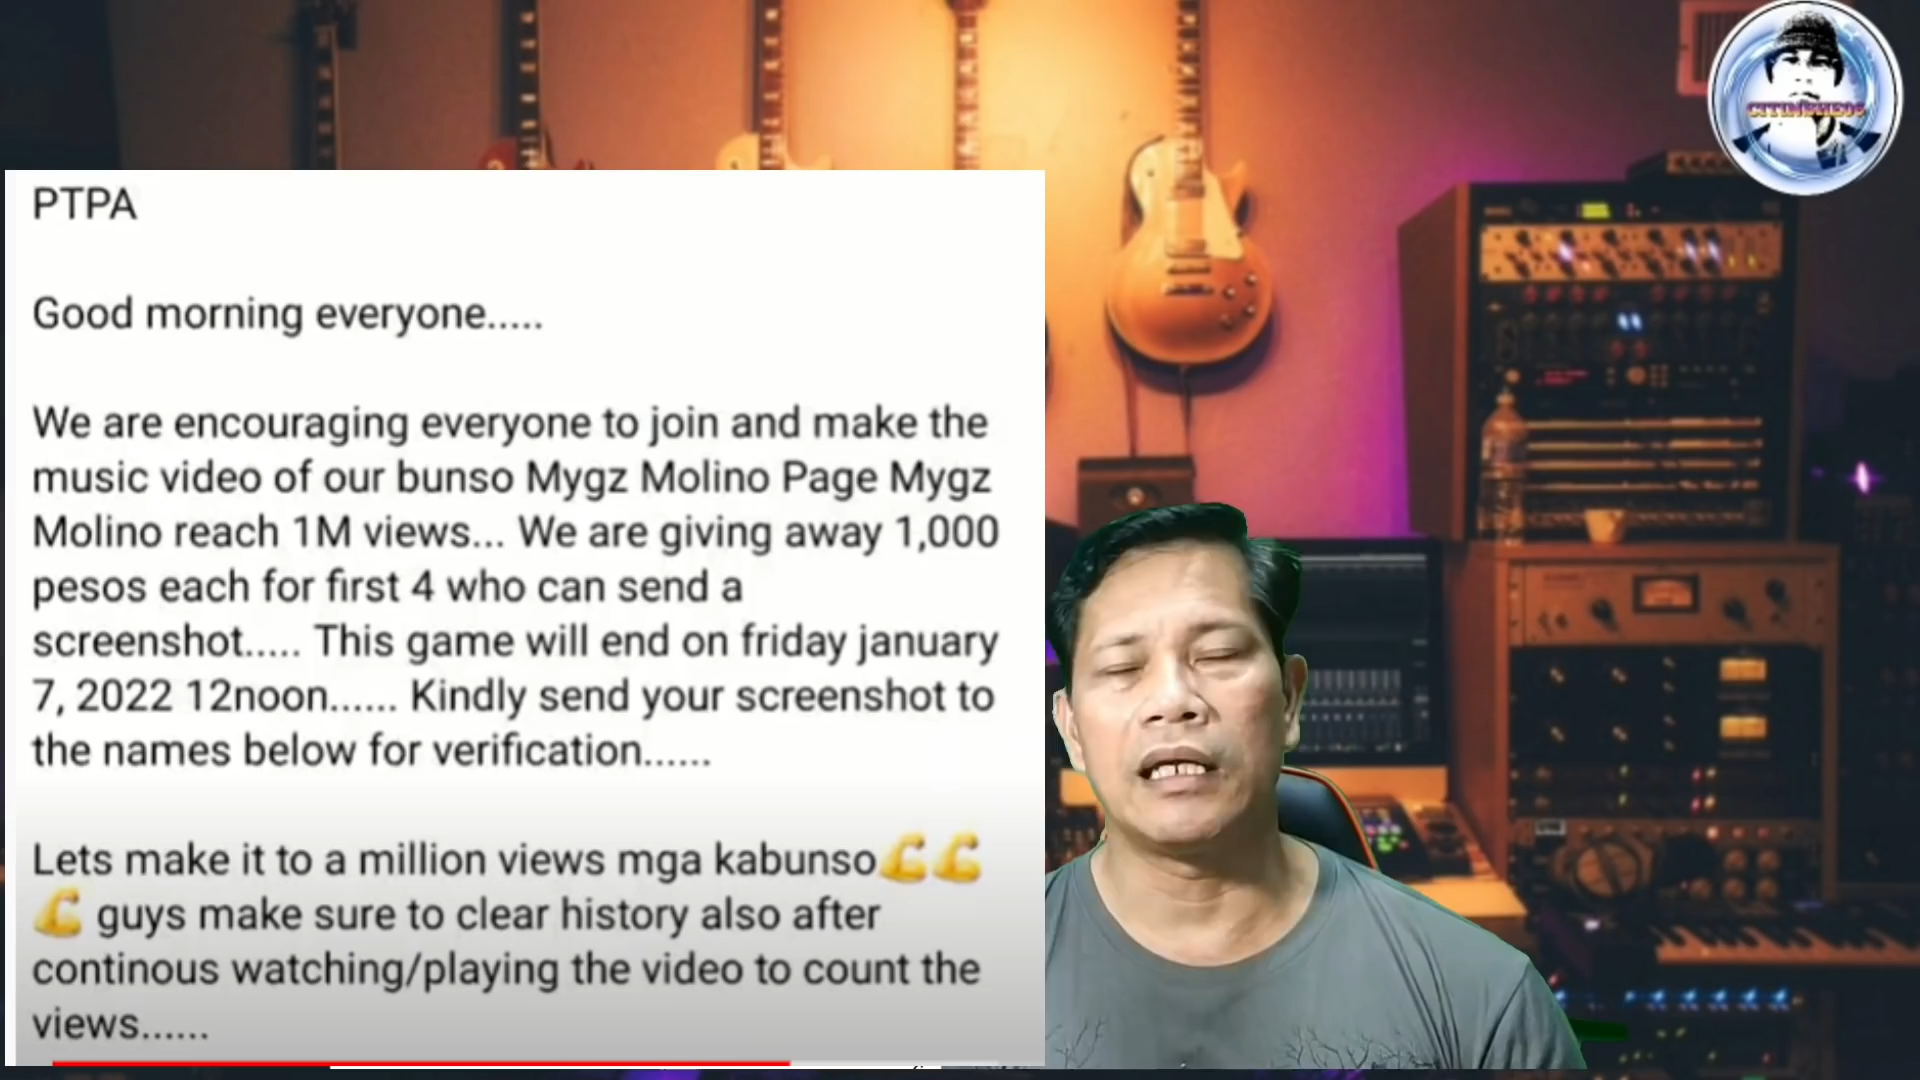 PTPA
Good morning everyone.....
We are encouraging everyone to join and make the
music video of our bunso Mygz Molino Page Mygz
Molino reach 1M views... We are giving away 1,000
pesos each for first 4 who can send a
screenshot..... This game will end on friday january
7, 2022 12noon...... Kindly send your screenshot to
the names below for verification......
Lets make it to a million views mga kabunso💪💪
💪 guys make sure to clear history also after
continous watching/playing the video to count the
views......